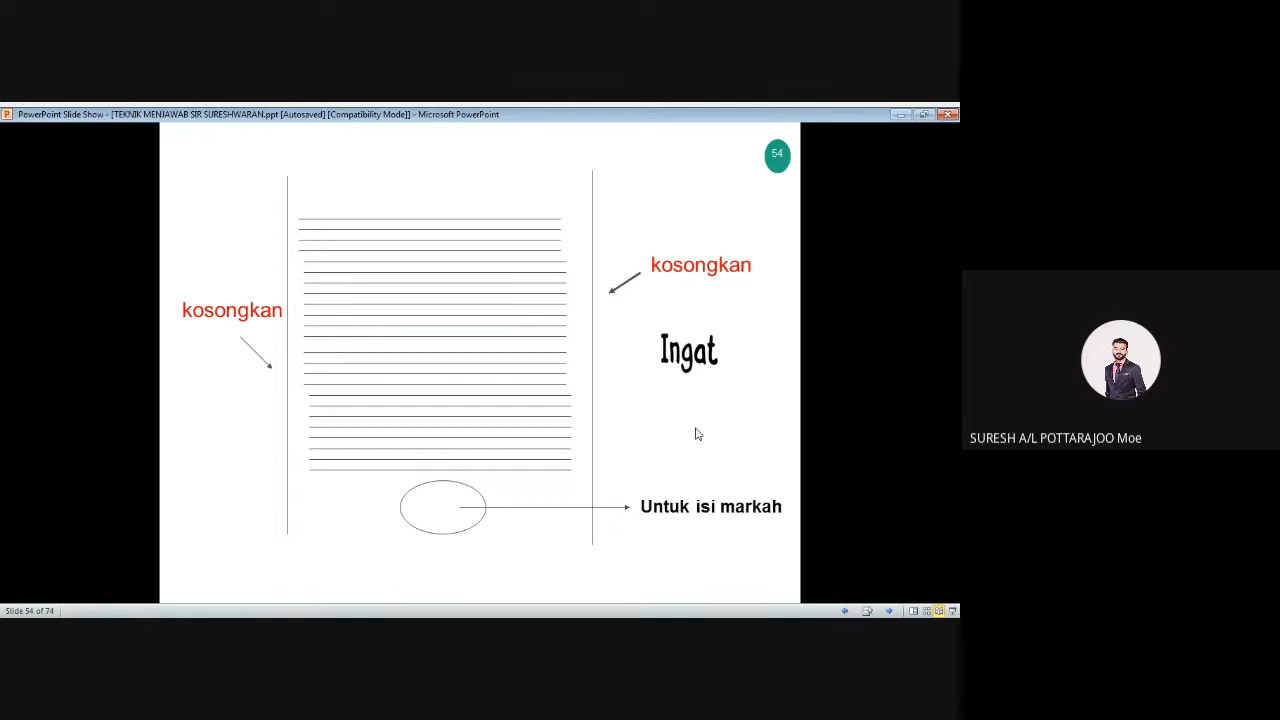 PowerPoint Slide Show - [TEKNIK MENJAWAB SIR SURESHWARAN.ppt [Autosaved] [Compatibility Mode]] - Microsoft PowerPoint
54
kosongkan
kosongkan
Ingat
SURESH A/L POTTARAJOO Moe
Untuk isi markah
Slide 54 of 74